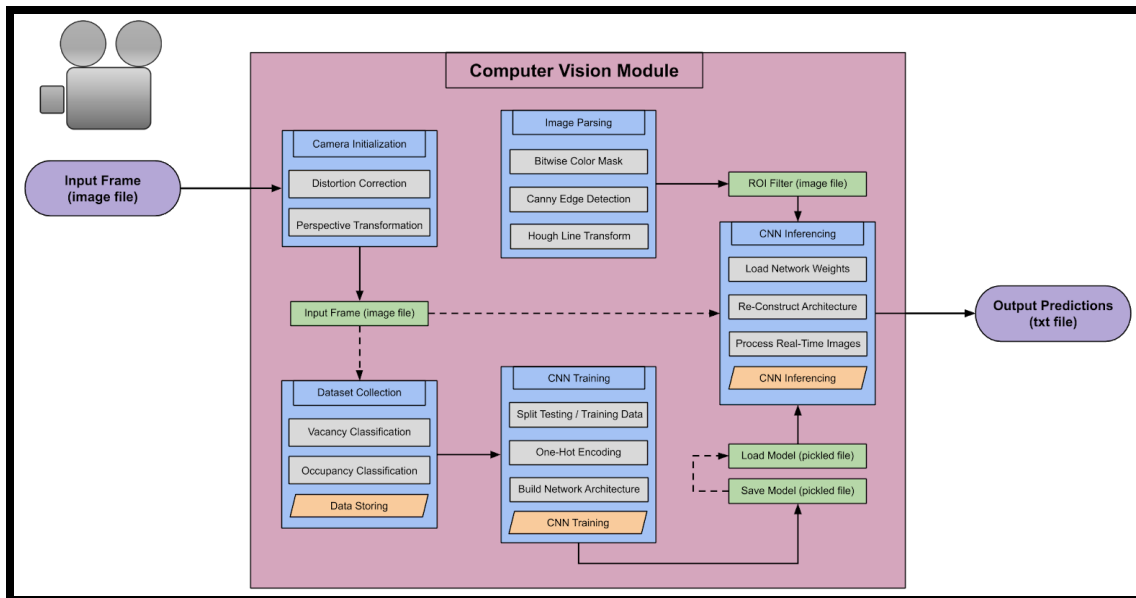 Computer Vision Module
Input Frame
(image file)
Camera Initialization
Distortion Correction
Perspective Transformation
Input Frame (image file)
Dataset Collection
Vacancy Classification
Occupancy Classification
Data Storing
Image Parsing
Bitwise Color Mask
Canny Edge Detection
Hough Line Transform
CNN Training
Split Testing / Training Data
One-Hot Encoding
Build Network Architecture
CNN Training
ROI Filter (image file)
CNN Inferencing
Load Network Weights
Re-Construct Architecture
Process Real-Time Images
CNN Inferencing
Load Model (pickled file)
Save Model (pickled file)
Output Predictions
(txt file)